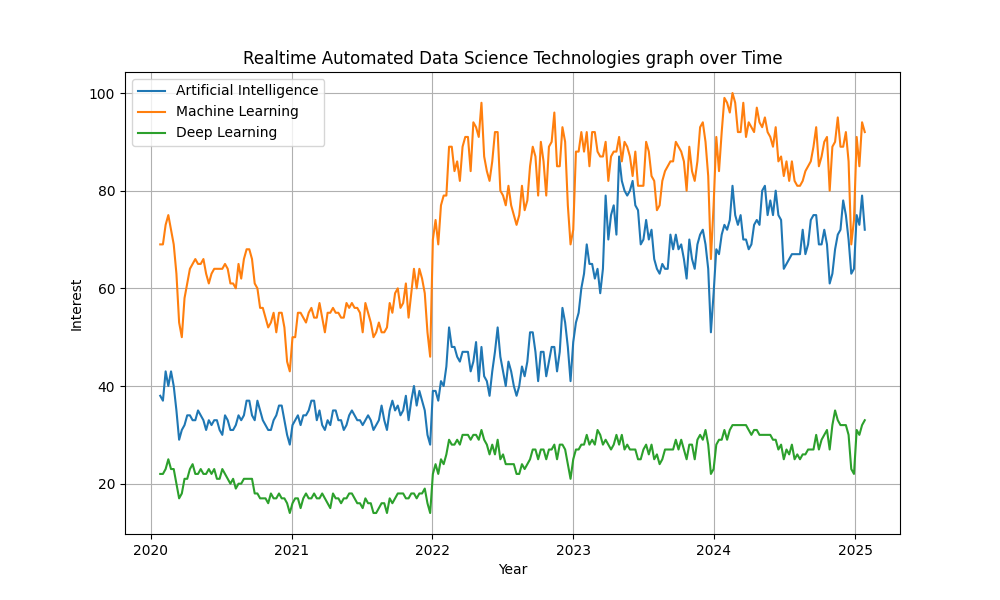 Realtime Automated Data Science Technologies graph over Time
Artificial Intelligence
Machine Learning
Deep Learning
100
80
60
40
20
Interest
2020 2021 2022 2023 2024 2025
Year